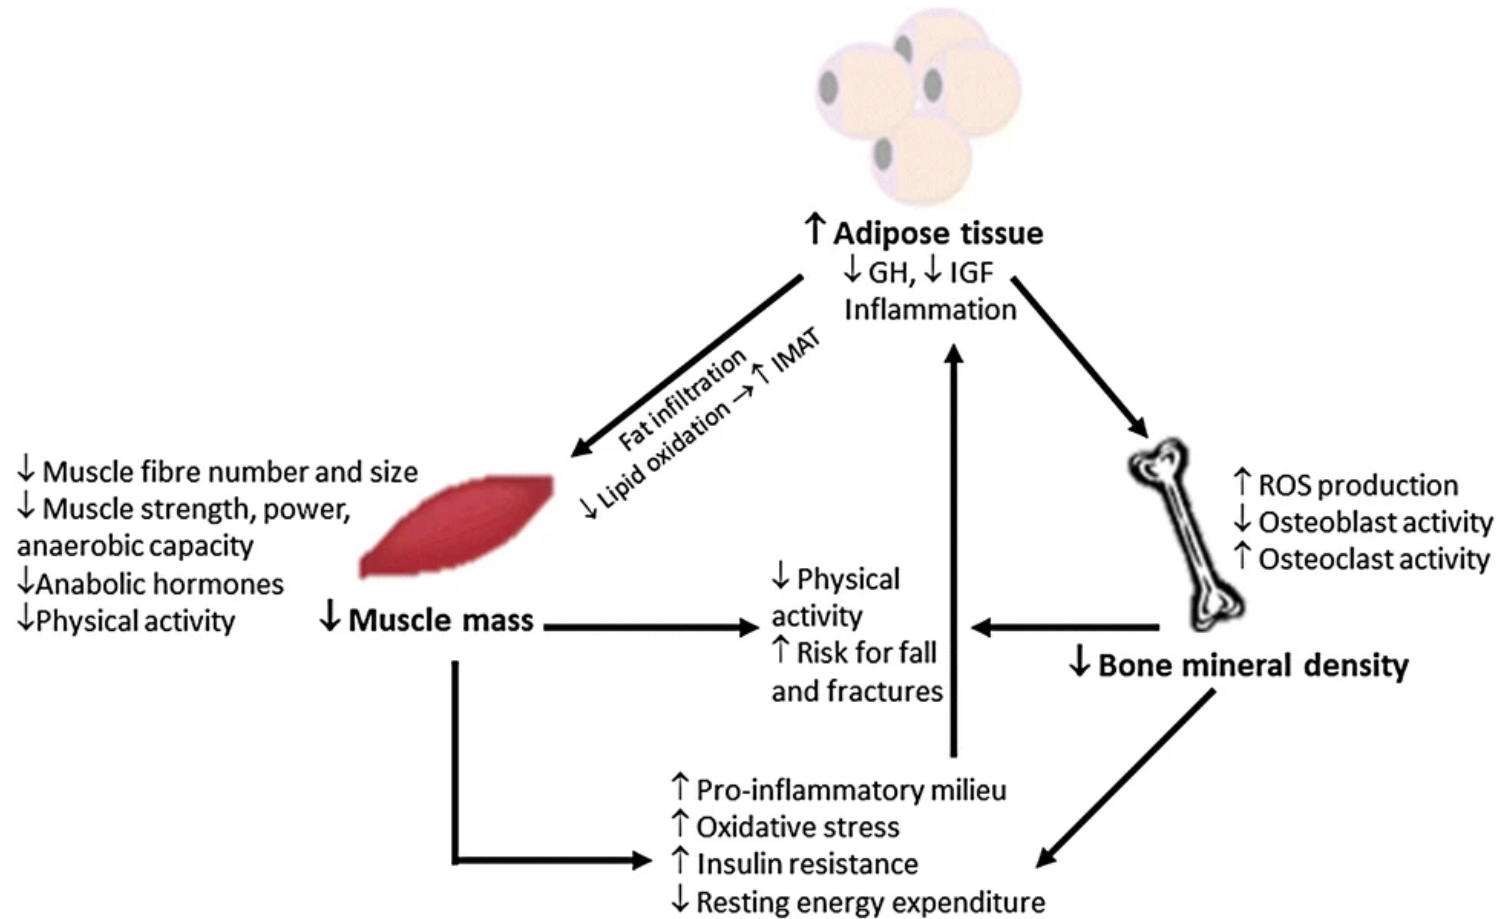 ↑ Adipose tissue
↓ GH, ↓ IGF
Inflammation
Fat infiltration
↓ Lipid oxidation → ↑ IMAT
↓ Muscle fibre number and size
↓ Muscle strength, power,
anaerobic capacity
↓Anabolic hormones
↓Physical activity
↓ Muscle mass
↓ Physical
activity
↑ Risk for fall
and fractures
↑ ROS production
↓ Osteoblast activity
↑ Osteoclast activity
↓ Bone mineral density
↑ Pro-inflammatory milieu
↑ Oxidative stress
↑ Insulin resistance
↓ Resting energy expenditure